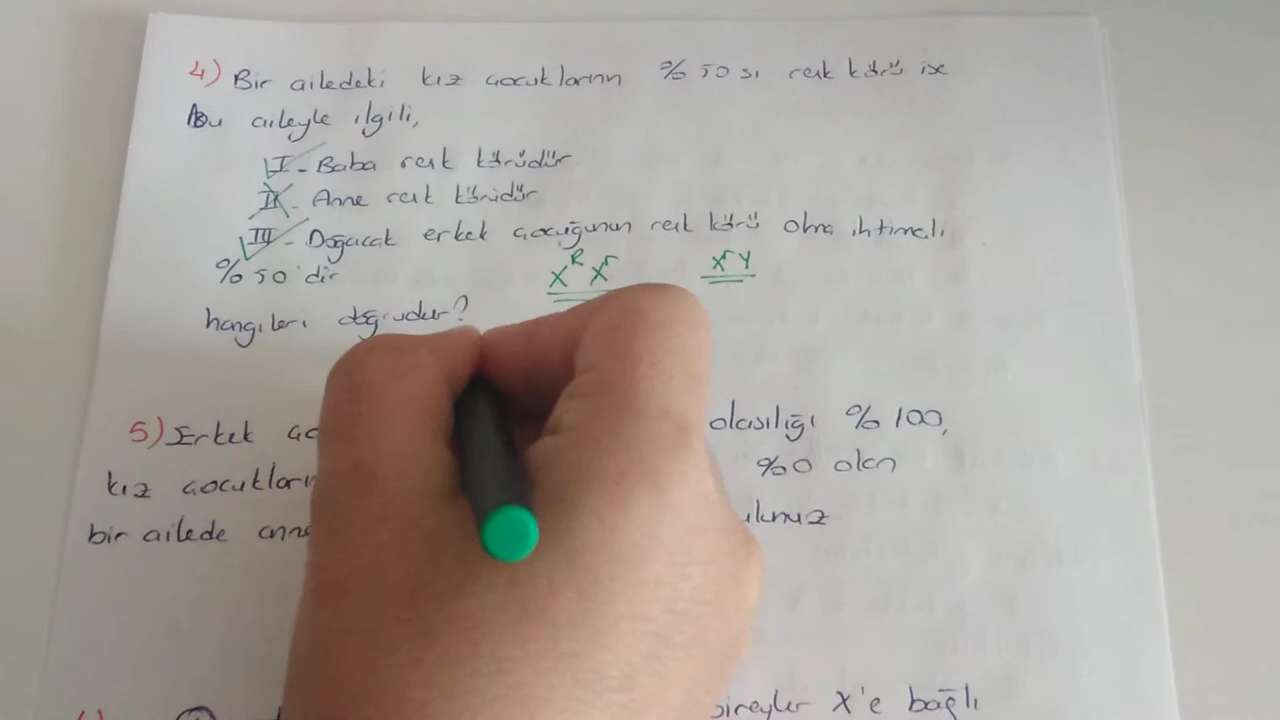 4) Bir ailedeki kız çocukların %50 si renk körü ise
Bu aileyle ilgili,
I - Baba renk körüdür
II - Anne renk körüdür
III - Doğacak erkek çocuğunun renk körü olma ihtimali
%50'dir
X^R X^r X^r Y
hangileri doğrudur?
5) Erkek olasılığı %100,
kız çocukların %0 olan
bir ailede
bireyler X'e bağlı